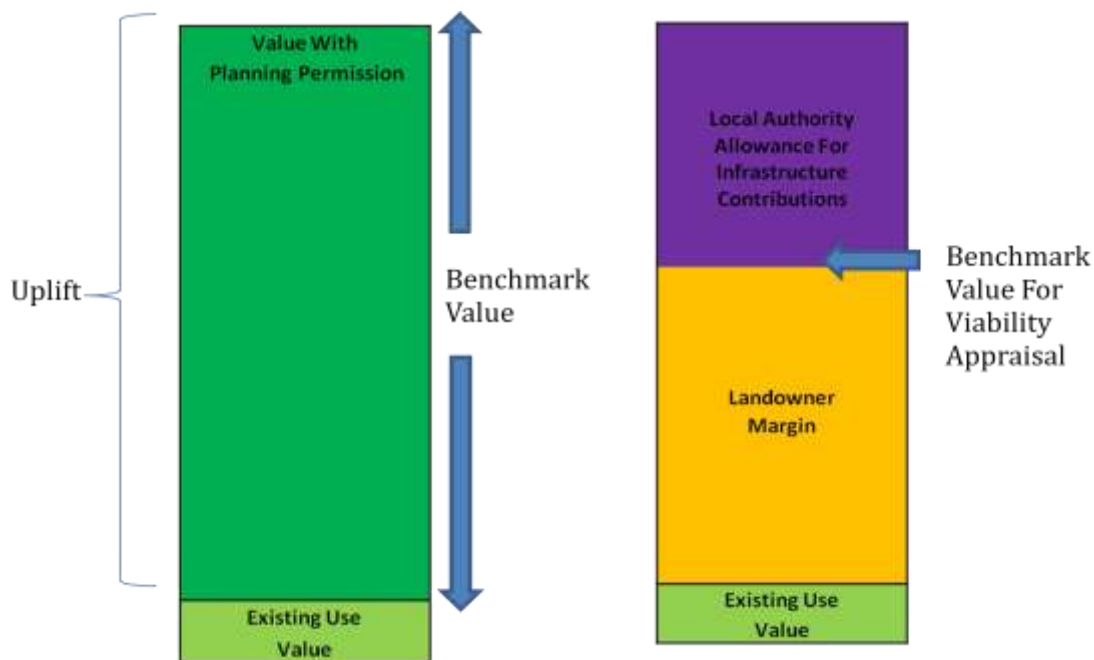 Value With
Planning Permission
Uplift
Benchmark
Value
Existing Use
Value
Local Authority
Allowance For
Infrastructure
Contributions
Benchmark
Value For
Viability
Appraisal
Landowner
Margin
Existing Use
Value